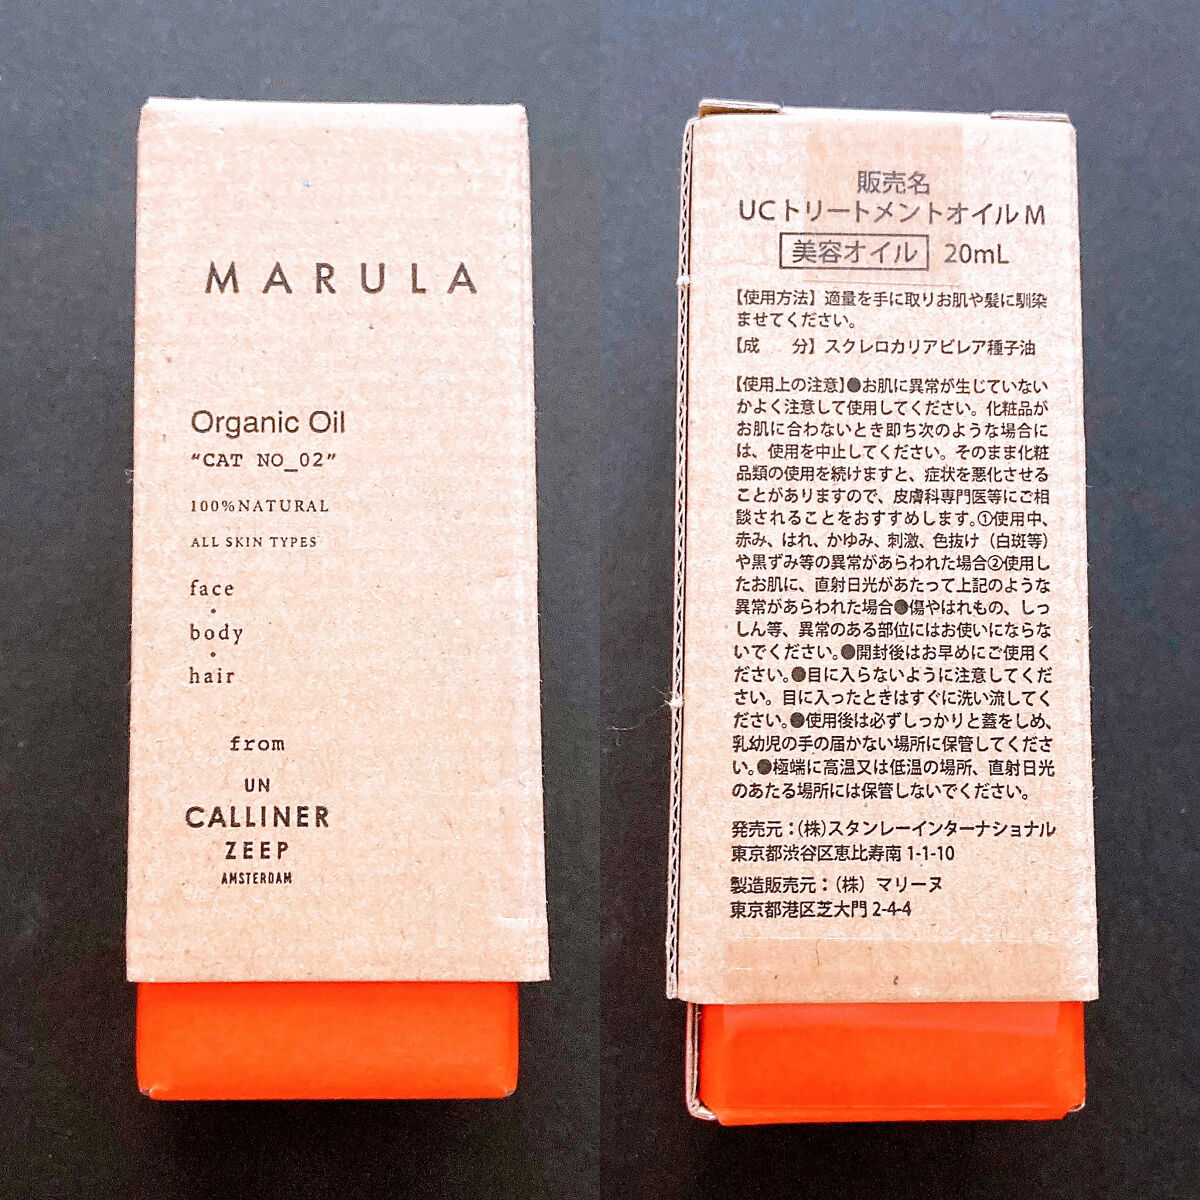 MARULA
Organic Oil
“CAT NO_02”
100%NATURAL
ALL SKIN TYPES
face
・
body
・
hair
from
UN
CALLINER
ZEEP
AMSTERDAM
販売名
UCトリートメントオイルM
美容オイル 20mL
【使用方法】適量を手に取りお肌や髪に馴染
ませてください。
【成　　分】スクレロカリアビレア種子油
【使用上の注意】●お肌に異常が生じていない
かよく注意して使用してください。化粧品が
お肌に合わないとき即ち次のような場合に
は、使用を中止してください。そのまま化粧
品類の使用を続けますと、症状を悪化させる
ことがありますので、皮膚科専門医等にご相
談されることをおすすめします。①使用中、
赤み、はれ、かゆみ、刺激、色抜け（白斑等）
や黒ずみ等の異常があらわれた場合②使用し
たお肌に、直射日光があたって上記のような
異常があらわれた場合●傷やはれもの、しっ
しん等、異常のある部位にはお使いにならな
いでください。●開封後はお早めにご使用く
ださい。●目に入らないように注意してくだ
さい。目に入ったときはすぐに洗い流してく
ださい。●使用後は必ずしっかりと蓋をしめ、
乳幼児の手の届かない場所に保管してくださ
い。●極端に高温又は低温の場所、直射日光
のあたる場所には保管しないでください。
発売元：（株）スタンレーインターナショナル
東京都渋谷区恵比寿南1-1-10
製造販売元：（株）マリーヌ
東京都港区芝大門2-4-4